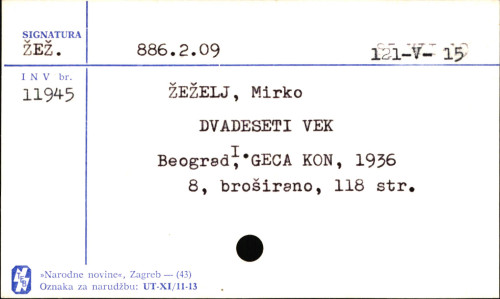 SIGNATURA
ŽEŽ. 886.2.09 121-V- 15
INV br.
11945
ŽEŽELJ, Mirko
DVADESETI VEK
Beograd, I. GECA KON, 1936
8, broširano, 118 str.
»Narodne novine«, Zagreb — (43)
Oznaka za narudžbu: UT-XI/11-13